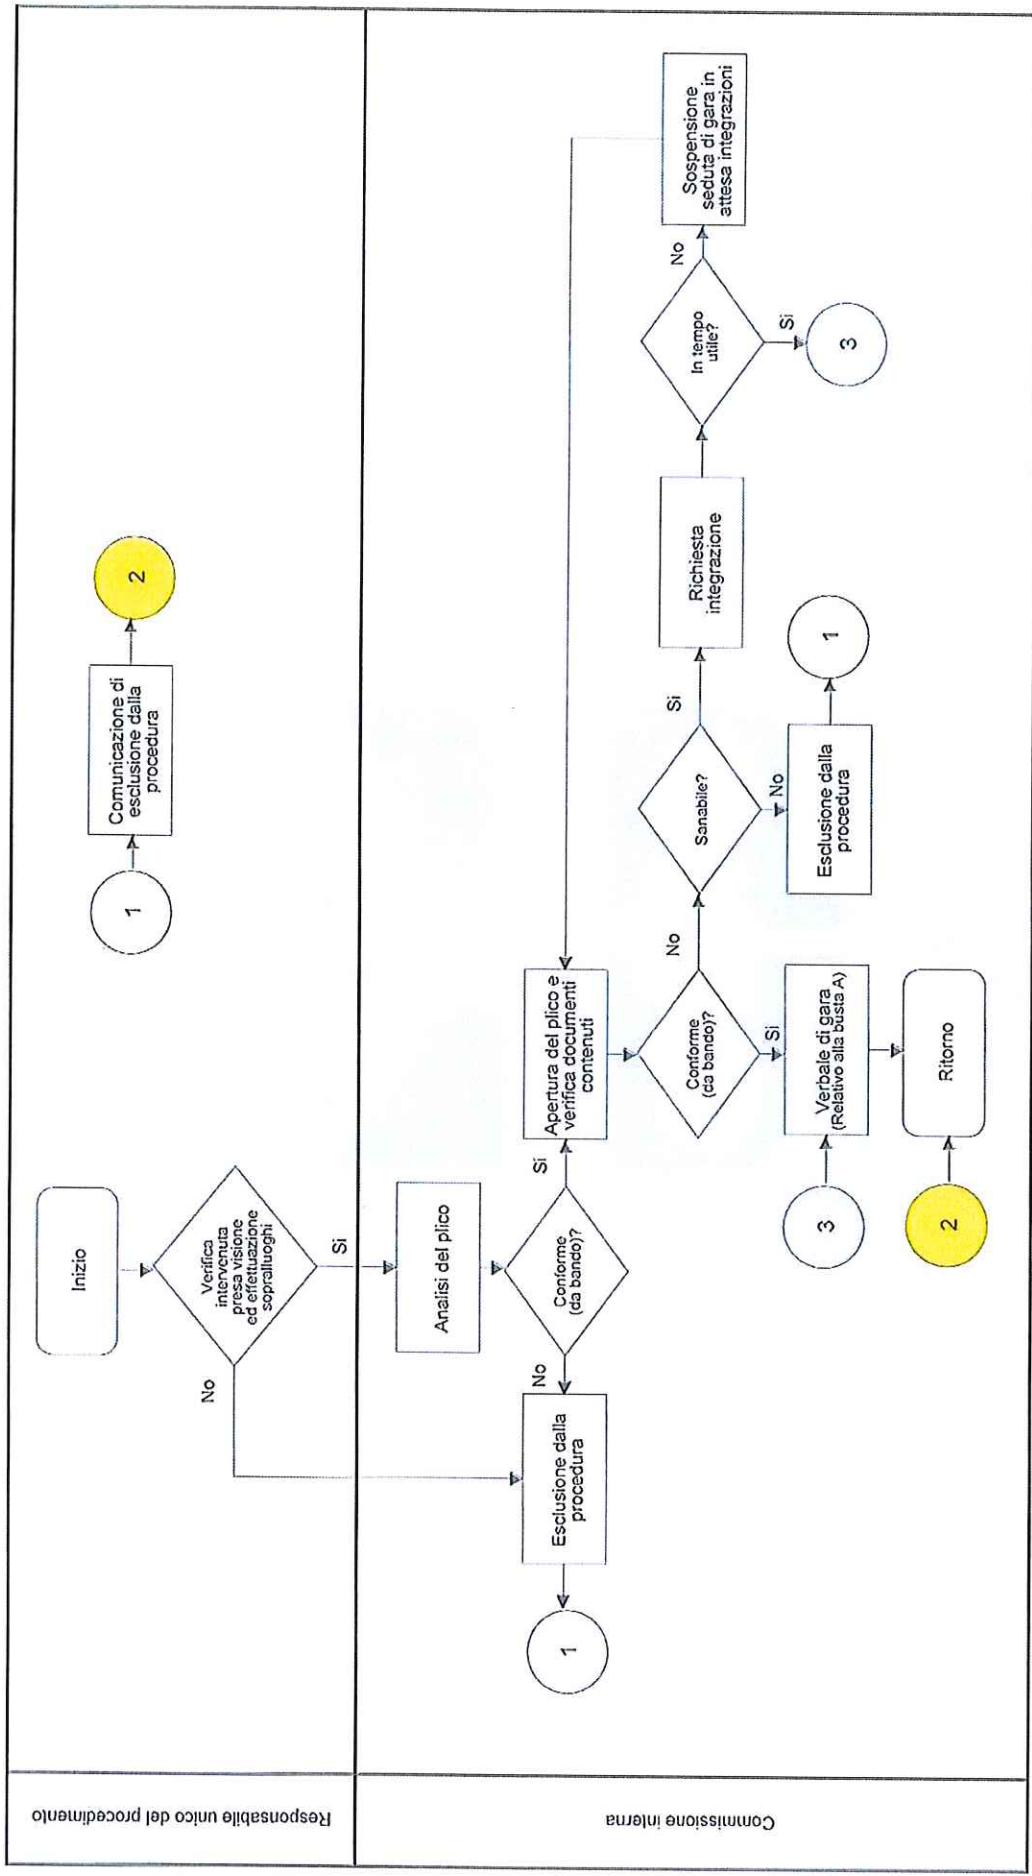 Responsabile unico del procedimento
Inizio
Verifica
intervenuta
presa visione
ed effettuazione
sopralluoghi
No
Si
1
Comunicazione di
esclusione dalla
procedura
2
Commissione interna
Analisi del plico
Conforme
(da bando)?
No
Si
Esclusione dalla
procedura
1
Apertura del plico e
verifica documenti
contenuti
Conforme
(da bando)?
No
Si
Sanabile?
Si
No
Richiesta
integrazione
In tempo
utile?
No
Si
Sospensione
seduta di gara in
attesa integrazioni
3
Esclusione dalla
procedura
1
3
Verbale di gara
(Relativo alla busta A)
2
Ritorno